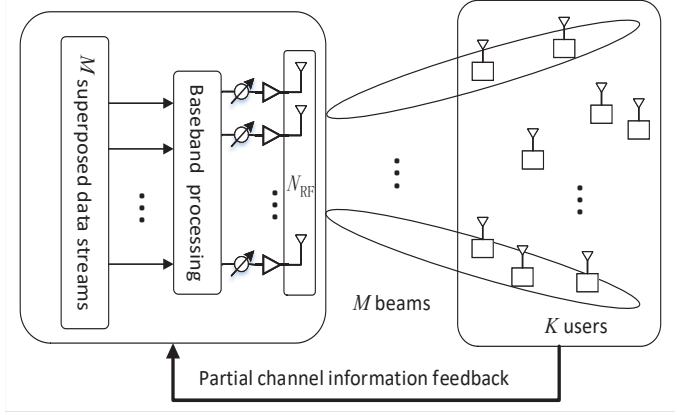 M superposed data streams
Baseband processing
N_RF
M beams
K users
Partial channel information feedback